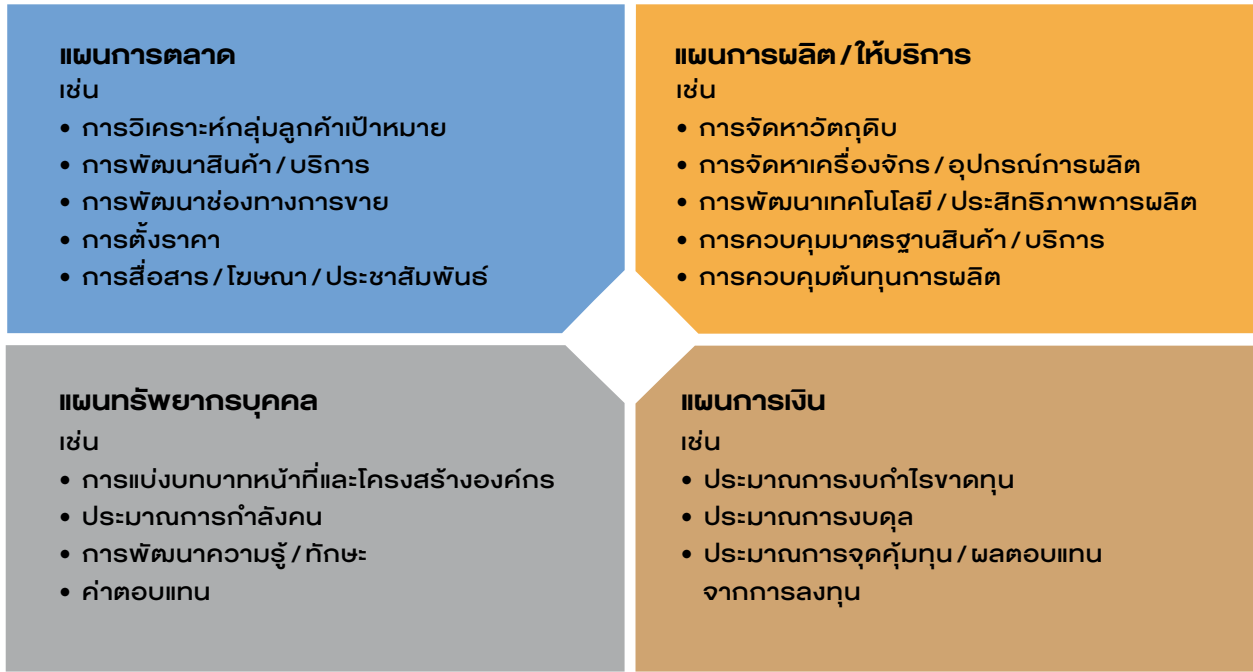 แผนการตลาด
เช่น
• การวิเคราะห์กลุ่มลูกค้าเป้าหมาย
• การพัฒนาสินค้า / บริการ
• การพัฒนาช่องทางการขาย
• การตั้งราคา
• การสื่อสาร / โฆษณา / ประชาสัมพันธ์
แผนการผลิต / ให้บริการ
เช่น
• การจัดหาวัตถุดิบ
• การจัดหาเครื่องจักร / อุปกรณ์การผลิต
• การพัฒนาเทคโนโลยี / ประสิทธิภาพการผลิต
• การควบคุมมาตรฐานสินค้า / บริการ
• การควบคุมต้นทุนการผลิต
แผนทรัพยากรบุคคล
เช่น
• การแบ่งบทบาทหน้าที่และโครงสร้างองค์กร
• ประมาณการกำลังคน
• การพัฒนาความรู้ / ทักษะ
• ค่าตอบแทน
แผนการเงิน
เช่น
• ประมาณการงบกำไรขาดทุน
• ประมาณการงบดุล
• ประมาณการจุดคุ้มทุน / ผลตอบแทน
จากการลงทุน